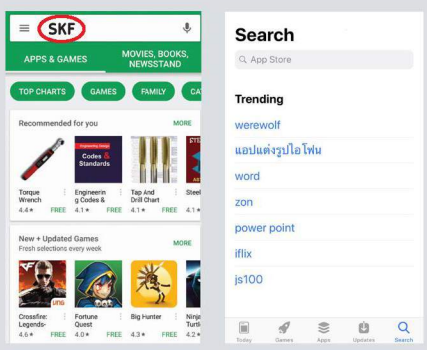 SKF
APPS & GAMES
MOVIES, BOOKS,
NEWSSTAND
TOP CHARTS
GAMES
FAMILY
CA
Recommended for you
MORE
Engineering Design
Codes &
Standards
Torque
Wrench
Engineerin
g Codes &
Tap And
Drill Chart
Steel
4.4★ FREE
4.1★ FREE
4.1★ FREE
4.1★
New + Updated Games
Fresh selections every week
MORE
Crossfire:
Legends-
Fortune
Quest
Big Hunter
Ninja
Turtl
4.6★ FREE
4.0★ FREE
4.3★ FREE
4.2★
Search
App Store
Trending
werewolf
แอปแต่งรูปไอโฟน
word
zon
power point
iflix
js100
Today
Games
Apps
Updates
Search